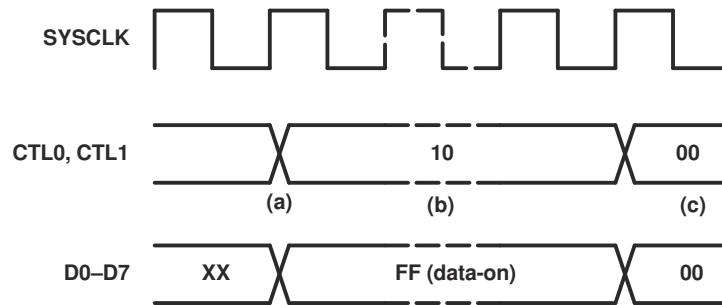 SYSCLK
CTL0, CTL1
10
00
(a)
(b)
(c)
D0–D7
XX
FF (data-on)
00